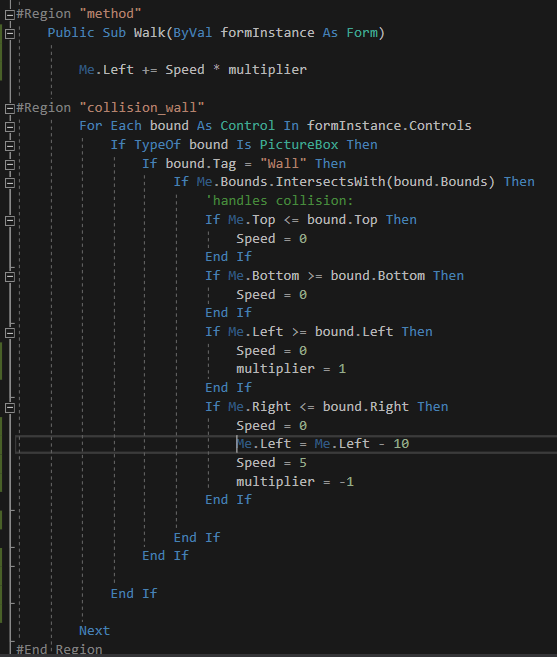 #Region "method"
Public Sub Walk(ByVal formInstance As Form)
Me.Left += Speed * multiplier
#Region "collision_wall"
For Each bound As Control In formInstance.Controls
If TypeOf bound Is PictureBox Then
If bound.Tag = "Wall" Then
If Me.Bounds.IntersectsWith(bound.Bounds) Then
'handles collision:
If Me.Top <= bound.Top Then
Speed = 0
End If
If Me.Bottom >= bound.Bottom Then
Speed = 0
End If
If Me.Left >= bound.Left Then
Speed = 0
multiplier = 1
End If
If Me.Right <= bound.Right Then
Speed = 0
Me.Left = Me.Left - 10
Speed = 5
multiplier = -1
End If
End If
End If
End If
Next
#End Region